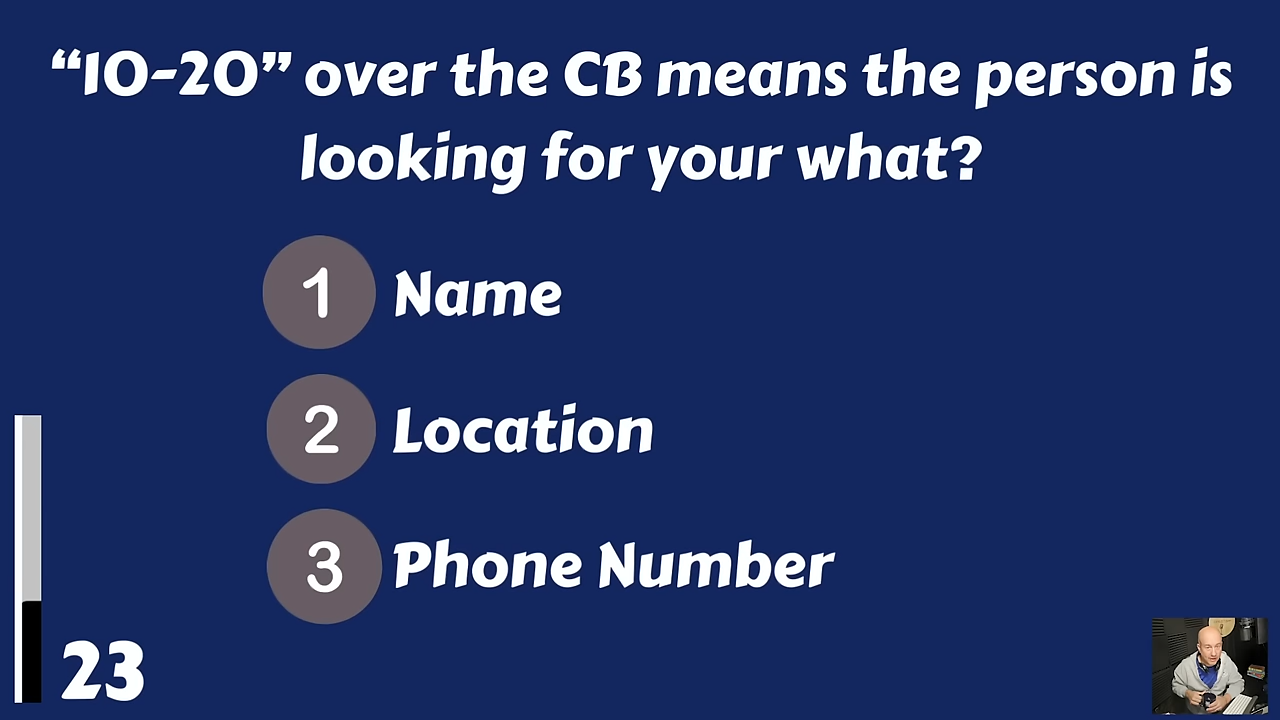 “10-20” over the CB means the person is
looking for your what?
1 Name
2 Location
3 Phone Number
23